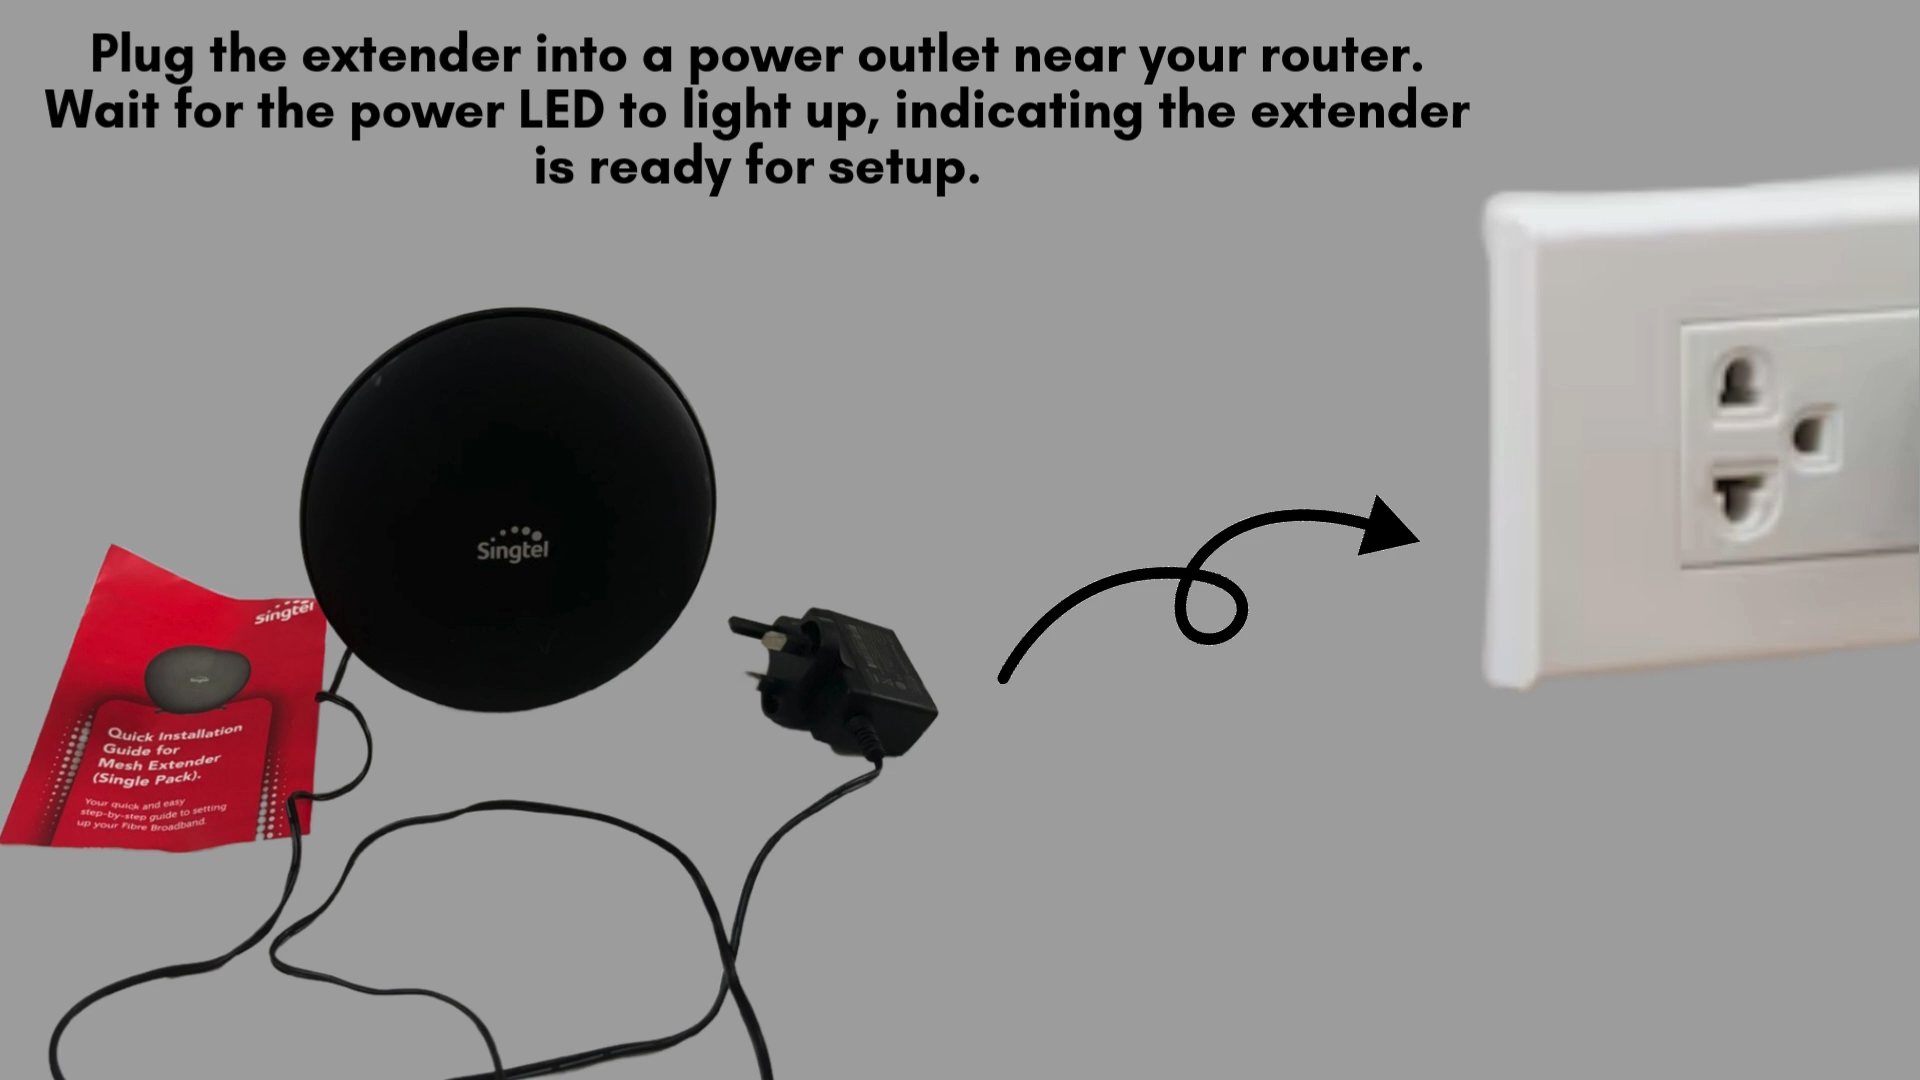 Plug the extender into a power outlet near your router.
Wait for the power LED to light up, indicating the extender
is ready for setup.
Singtel
Singtel
Quick Installation
Guide for
Mesh Extender
(Single Pack).
Your quick and easy
step-by-step guide to setting
up your Fibre Broadband.